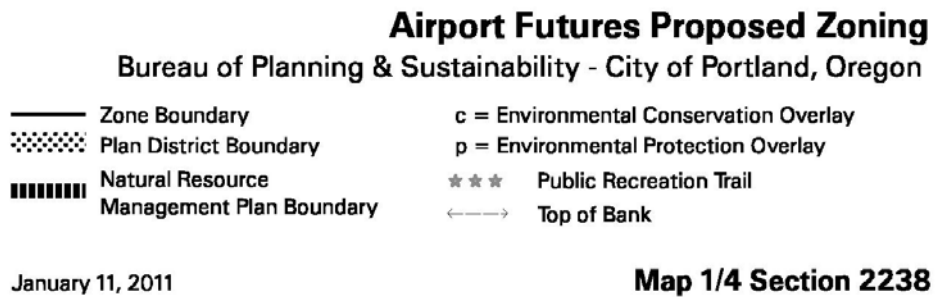 Airport Futures Proposed Zoning
Bureau of Planning & Sustainability - City of Portland, Oregon
Zone Boundary
Plan District Boundary
Natural Resource
Management Plan Boundary
c = Environmental Conservation Overlay
p = Environmental Protection Overlay
Public Recreation Trail
Top of Bank
January 11, 2011
Map 1/4 Section 2238